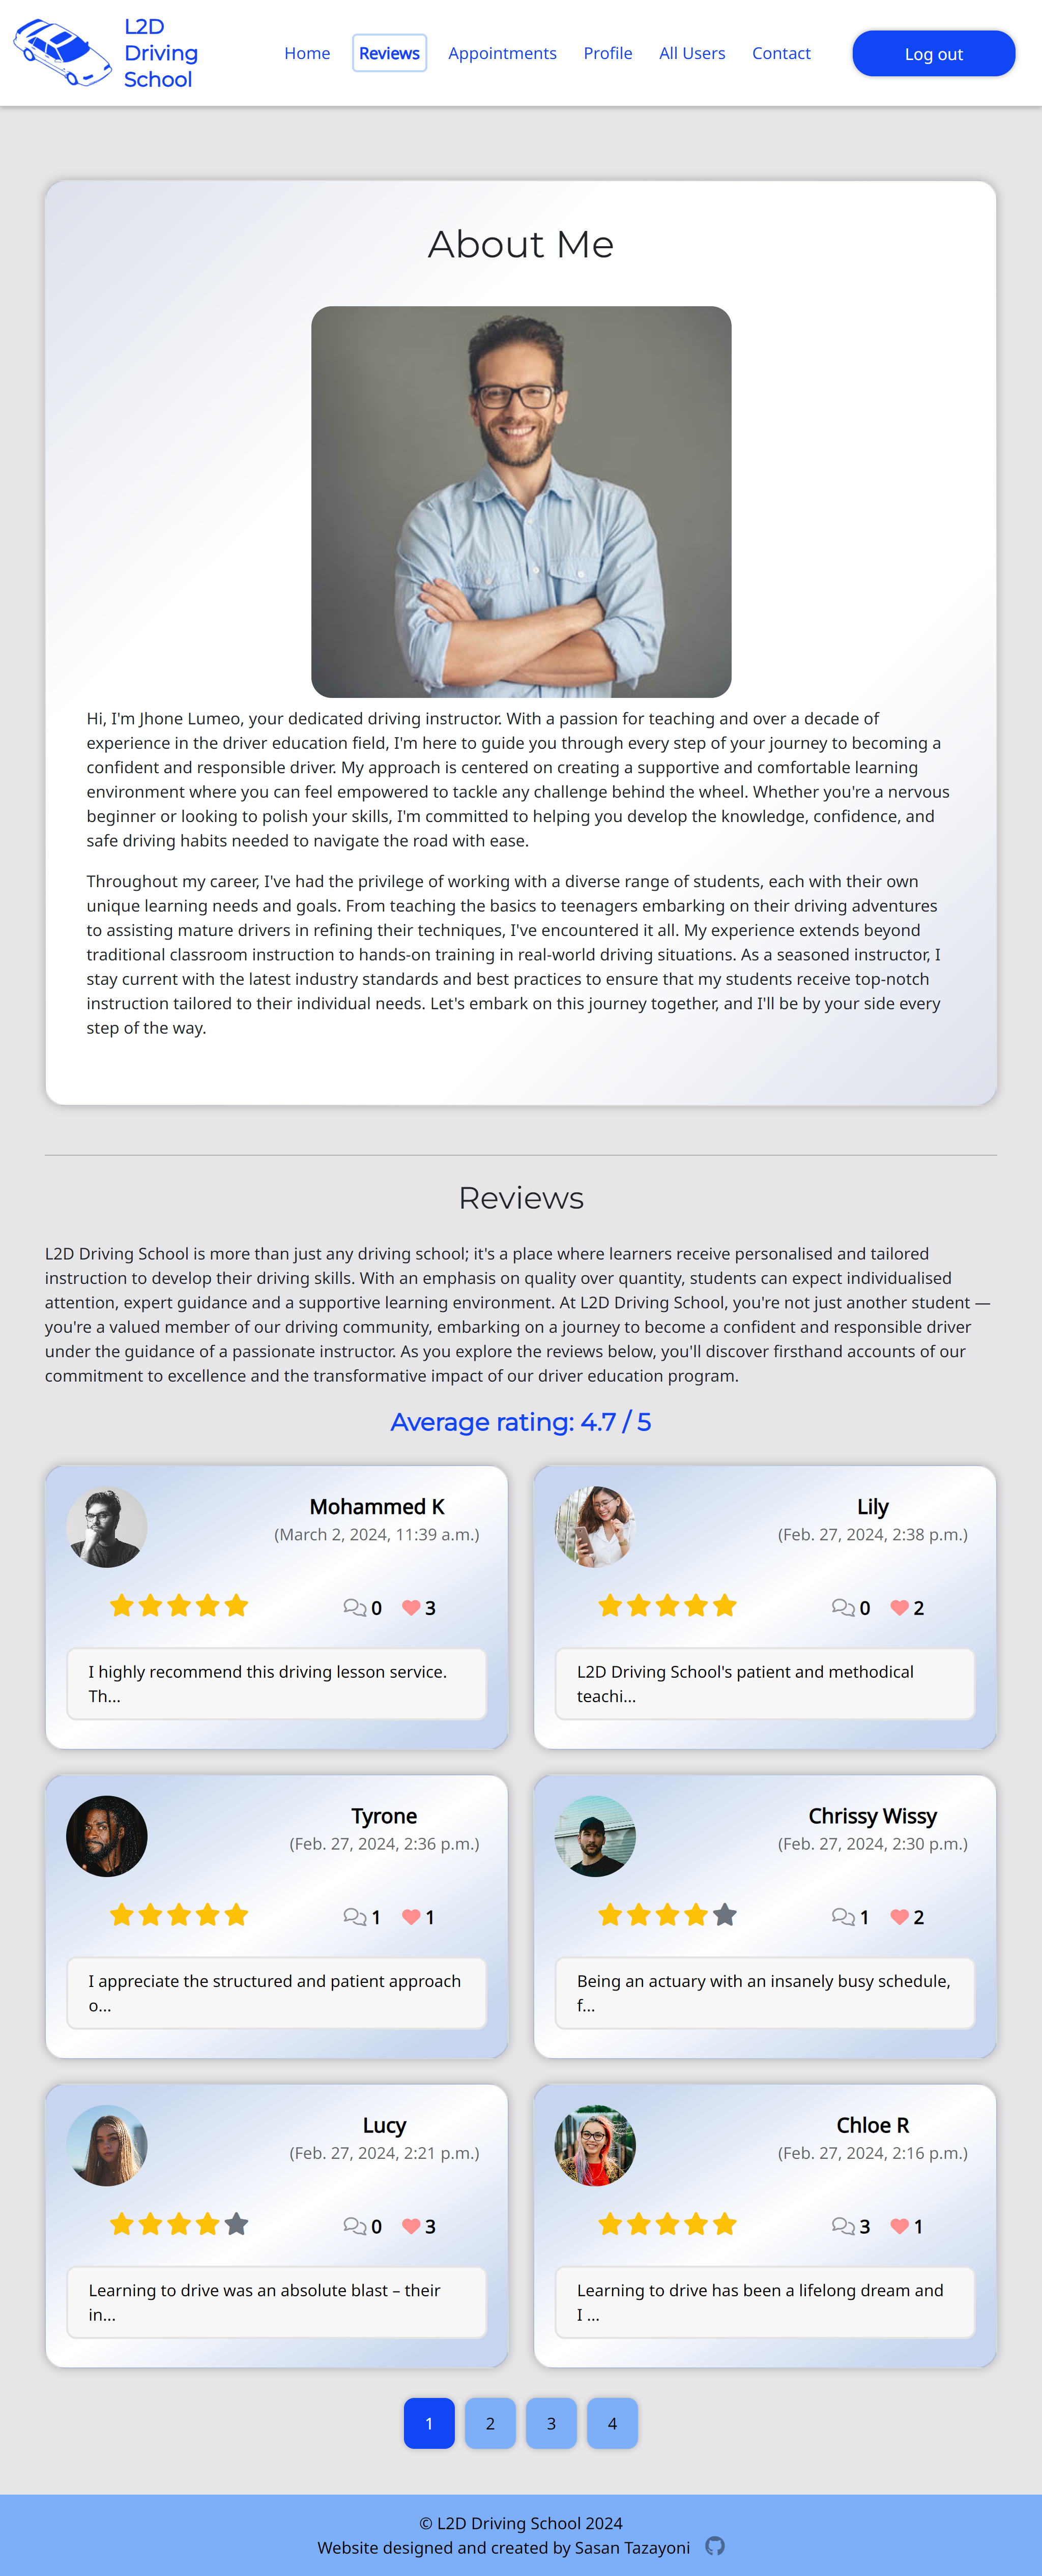 L2D
Driving
School
Home
Reviews
Appointments
Profile
All Users
Contact
Log out
About Me
Hi, I'm Jhone Lumeo, your dedicated driving instructor. With a passion for teaching and over a decade of
experience in the driver education field, I'm here to guide you through every step of your journey to becoming a
confident and responsible driver. My approach is centered on creating a supportive and comfortable learning
environment where you can feel empowered to tackle any challenge behind the wheel. Whether you're a nervous
beginner or looking to polish your skills, I'm committed to helping you develop the knowledge, confidence, and
safe driving habits needed to navigate the road with ease.
Throughout my career, I've had the privilege of working with a diverse range of students, each with their own
unique learning needs and goals. From teaching the basics to teenagers embarking on their driving adventures
to assisting mature drivers in refining their techniques, I've encountered it all. My experience extends beyond
traditional classroom instruction to hands-on training in real-world driving situations. As a seasoned instructor, I
stay current with the latest industry standards and best practices to ensure that my students receive top-notch
instruction tailored to their individual needs. Let's embark on this journey together, and I'll be by your side every
step of the way.
Reviews
L2D Driving School is more than just any driving school; it's a place where learners receive personalised and tailored
instruction to develop their driving skills. With an emphasis on quality over quantity, students can expect individualised
attention, expert guidance and a supportive learning environment. At L2D Driving School, you're not just another student —
you're a valued member of our driving community, embarking on a journey to become a confident and responsible driver
under the guidance of a passionate instructor. As you explore the reviews below, you'll discover firsthand accounts of our
commitment to excellence and the transformative impact of our driver education program.
Average rating: 4.7 / 5
Mohammed K
(March 2, 2024, 11:39 a.m.)
0 3
I highly recommend this driving lesson service.
Th...
Lily
(Feb. 27, 2024, 2:38 p.m.)
0 2
L2D Driving School's patient and methodical
teachi...
Tyrone
(Feb. 27, 2024, 2:36 p.m.)
1 1
I appreciate the structured and patient approach
o...
Chrissy Wissy
(Feb. 27, 2024, 2:30 p.m.)
1 2
Being an actuary with an insanely busy schedule,
f...
Lucy
(Feb. 27, 2024, 2:21 p.m.)
0 3
Learning to drive was an absolute blast – their
in...
Chloe R
(Feb. 27, 2024, 2:16 p.m.)
3 1
Learning to drive has been a lifelong dream and
I ...
1 2 3 4
© L2D Driving School 2024
Website designed and created by Sasan Tazayoni